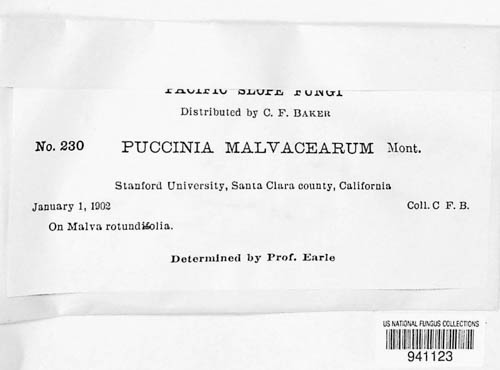 PACIFIC SLOPE FUNGI
Distributed by C. F. BAKER
No. 230 PUCCINIA MALVACEARUM Mont.
Stanford University, Santa Clara county, California
January 1, 1902 Coll. C F. B.
On Malva rotundifolia.
Determined by Prof. Earle
US NATIONAL FUNGUS COLLECTIONS
941123